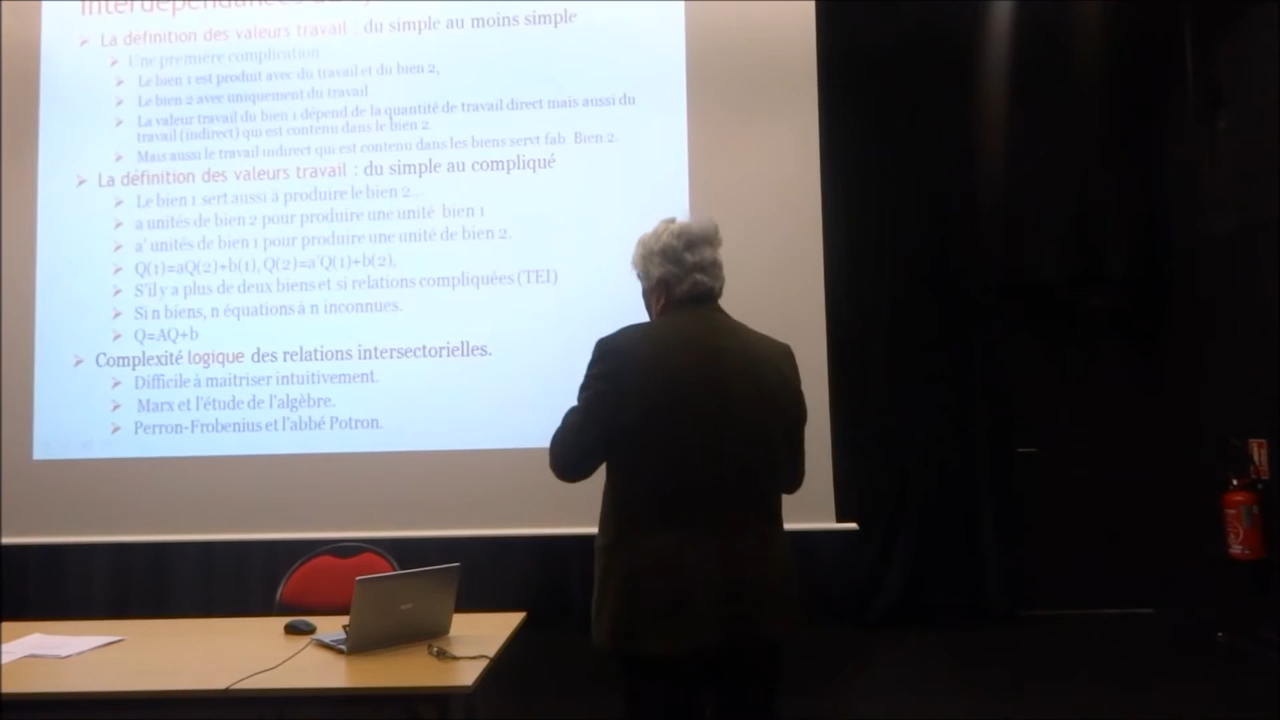 La définition des valeurs travail : du simple au moins simple
Une première complication
Le bien 1 est produit avec du travail et du bien 2,
Le bien 2 avec uniquement du travail
La valeur travail du bien 1 dépend de la quantité de travail direct mais aussi du
travail (indirect) qui est contenu dans le bien 2.
Mais aussi le travail indirect qui est contenu dans les biens servt fab. Bien 2.
La définition des valeurs travail : du simple au compliqué
Le bien 1 sert aussi à produire le bien 2...
a unités de bien 2 pour produire une unité bien 1
a' unités de bien 1 pour produire une unité de bien 2.
Q(1)=aQ(2)+b(1), Q(2)=a'Q(1)+b(2),
S'il y a plus de deux biens et si relations compliquées (TEI)
Si n biens, n équations à n inconnues.
Q=AQ+b
Complexité logique des relations intersectorielles.
Difficile à maitriser intuitivement.
Marx et l'étude de l'algèbre.
Perron-Frobenius et l'abbé Potron.